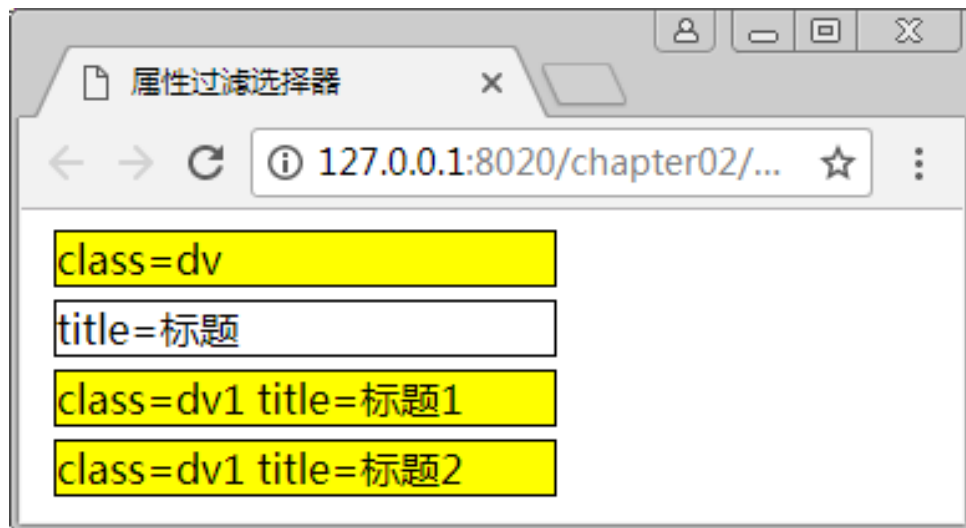 属性过滤选择器
127.0.0.1:8020/chapter02/...
class=dv
title=标题
class=dv1 title=标题1
class=dv1 title=标题2